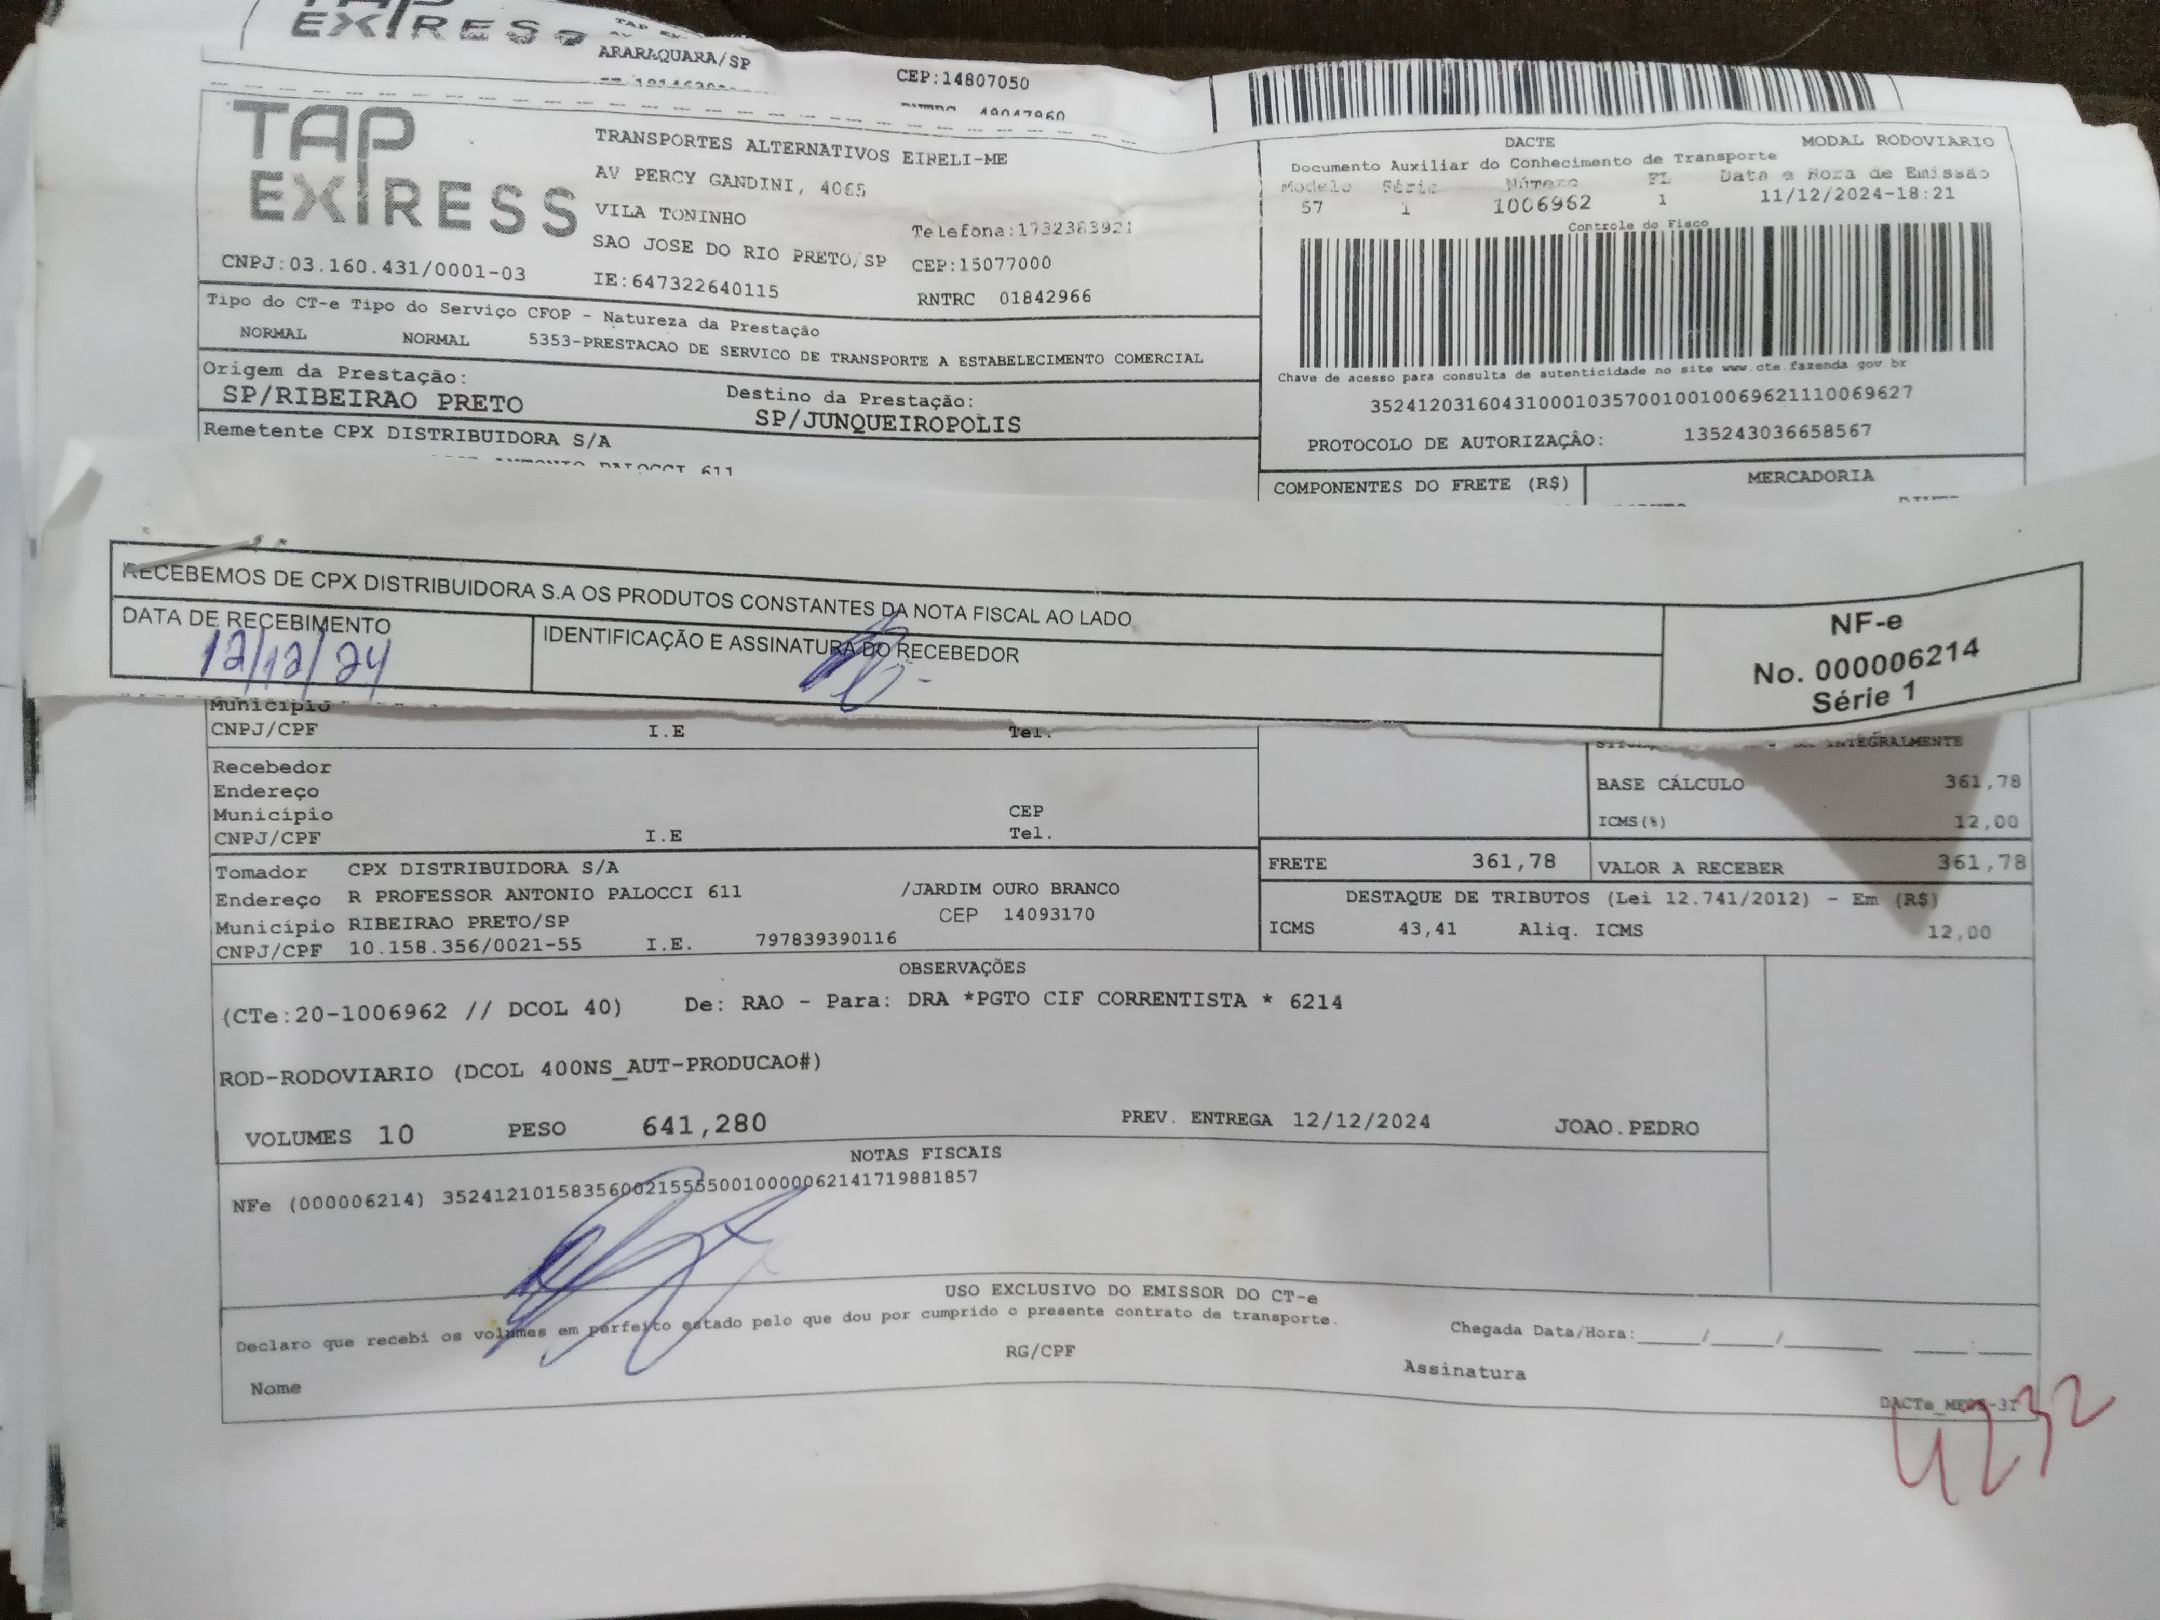 EXPRESS
ARARAQUARA/SP
CEP:14807050
TAP
EXPRESS
TRANSPORTES ALTERNATIVOS EIRELI-ME
AV PERCY GANDINI, 4065
VILA TONINHO
Telefone:1732383921
SAO JOSE DO RIO PRETO/SP CEP:15077000
CNPJ:03.160.431/0001-03
IE:647322640115
RNTRC 01842966
DACTE
MODAL RODOVIARIO
Documento Auxiliar do Conhecimento de Transporte
Modelo Série Número FL Data e Hora de Emissão
57 1 1006962 1 11/12/2024-18:21
Controle do Fisco
Chave de acesso para consulta de autenticidade no site www.cte.fazenda.gov.br
35241203160431000103570010010069621110069627
PROTOCOLO DE AUTORIZAÇÃO: 135243036658567
Tipo do CT-e Tipo do Serviço CFOP - Natureza da Prestação
NORMAL NORMAL 5353-PRESTACAO DE SERVICO DE TRANSPORTE A ESTABELECIMENTO COMERCIAL
Origem da Prestação:
SP/RIBEIRAO PRETO
Destino da Prestação:
SP/JUNQUEIROPOLIS
Remetente CPX DISTRIBUIDORA S/A
ANTONIO PALOCCI 611
COMPONENTES DO FRETE (R$)
MERCADORIA
RECEBEMOS DE CPX DISTRIBUIDORA S.A OS PRODUTOS CONSTANTES DA NOTA FISCAL AO LADO
DATA DE RECEBIMENTO
12/12/24
IDENTIFICAÇÃO E ASSINATURA DO RECEBEDOR
NF-e
No. 000006214
Série 1
Município
CNPJ/CPF I.E Tel.
INTEGRALMENTE
Recebedor
Endereço
Município CEP
CNPJ/CPF I.E Tel.
BASE CÁLCULO 361,78
ICMS(%) 12,00
FRETE 361,78 VALOR A RECEBER 361,78
Tomador CPX DISTRIBUIDORA S/A
Endereço R PROFESSOR ANTONIO PALOCCI 611 /JARDIM OURO BRANCO
Município RIBEIRAO PRETO/SP CEP 14093170
CNPJ/CPF 10.158.356/0021-55 I.E. 797839390116
DESTAQUE DE TRIBUTOS (Lei 12.741/2012) - Em (R$)
ICMS 43,41 Aliq. ICMS 12,00
OBSERVAÇÕES
(CTe:20-1006962 // DCOL 40) De: RAO - Para: DRA *PGTO CIF CORRENTISTA * 6214
ROD-RODOVIARIO (DCOL 400NS_AUT-PRODUCAO#)
VOLUMES 10 PESO 641,280 PREV. ENTREGA 12/12/2024 JOAO.PEDRO
NOTAS FISCAIS
NFe (000006214) 35241210158356002155550010000062141719881857
USO EXCLUSIVO DO EMISSOR DO CT-e
Declaro que recebi os volumes em perfeito estado pelo que dou por cumprido o presente contrato de transporte.
Chegada Data/Hora:____/____/____ __:__
Nome RG/CPF Assinatura
4232